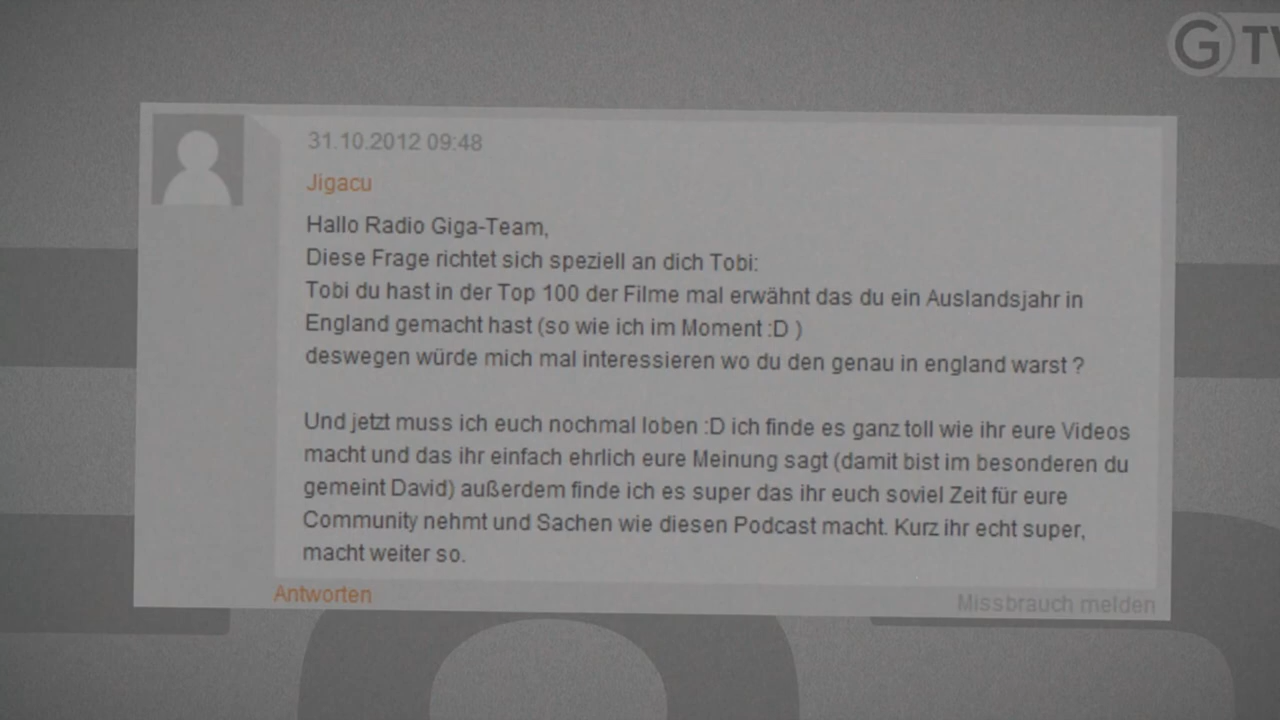 G TV
31.10.2012 09:48
Jigacu
Hallo Radio Giga-Team,
Diese Frage richtet sich speziell an dich Tobi:
Tobi du hast in der Top 100 der Filme mal erwähnt das du ein Auslandsjahr in
England gemacht hast (so wie ich im Moment :D )
deswegen würde mich mal interessieren wo du den genau in england warst ?
Und jetzt muss ich euch nochmal loben :D ich finde es ganz toll wie ihr eure Videos
macht und das ihr einfach ehrlich eure Meinung sagt (damit bist im besonderen du
gemeint David) außerdem finde ich es super das ihr euch soviel Zeit für eure
Community nehmt und Sachen wie diesen Podcast macht. Kurz ihr echt super,
macht weiter so.
Antworten
Missbrauch melden